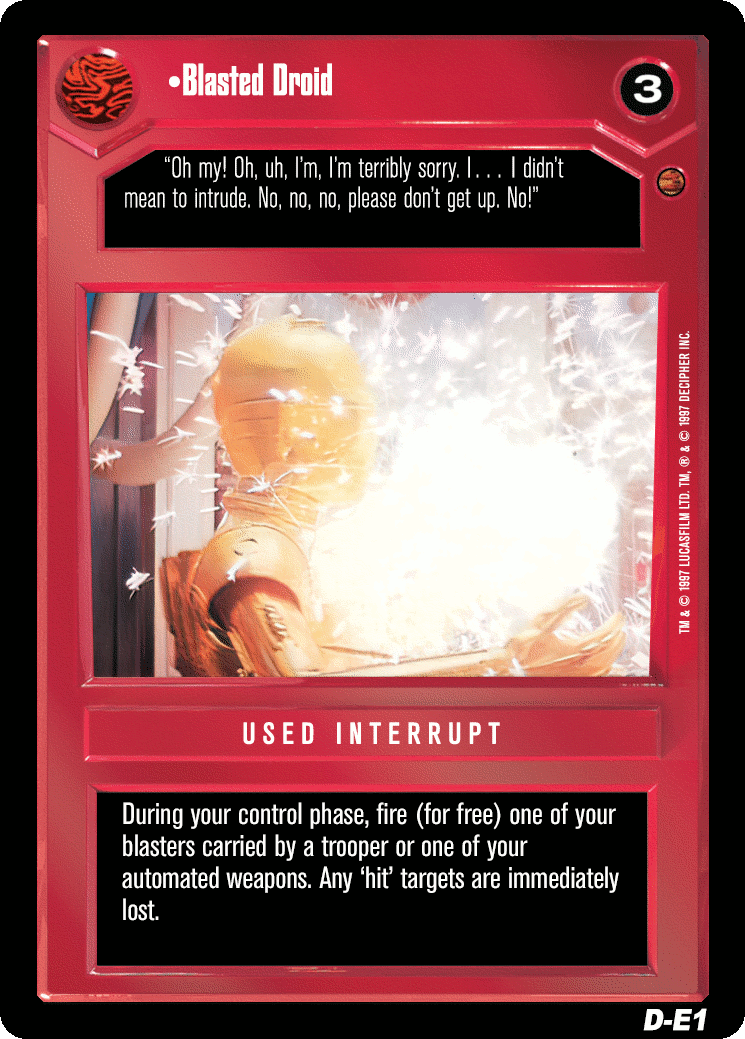 •Blasted Droid
3
“Oh my! Oh, uh, I’m, I’m terribly sorry. I . . . I didn’t
mean to intrude. No, no, no, please don’t get up. No!”
TM & © 1997 LUCASFILM LTD. TM, ® & © 1997 DECIPHER INC.
USED INTERRUPT
During your control phase, fire (for free) one of your
blasters carried by a trooper or one of your
automated weapons. Any ‘hit’ targets are immediately
lost.
D-E1